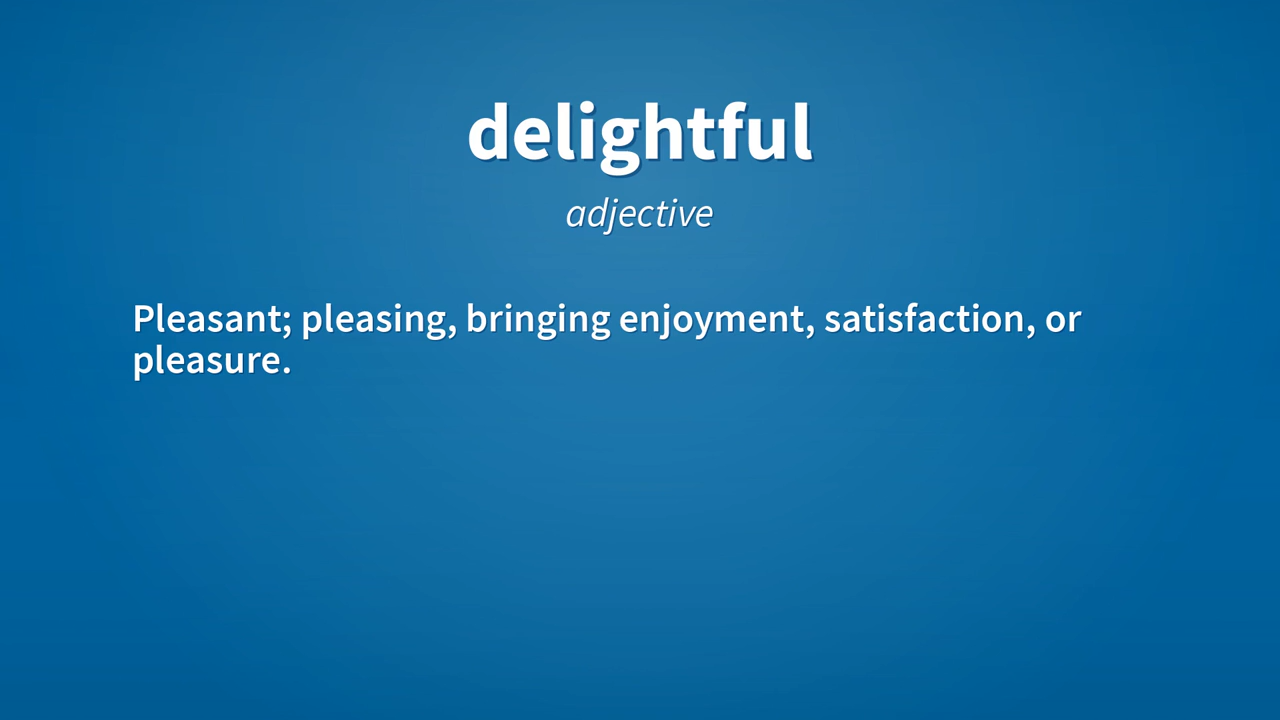 delightful
adjective
Pleasant; pleasing, bringing enjoyment, satisfaction, or
pleasure.